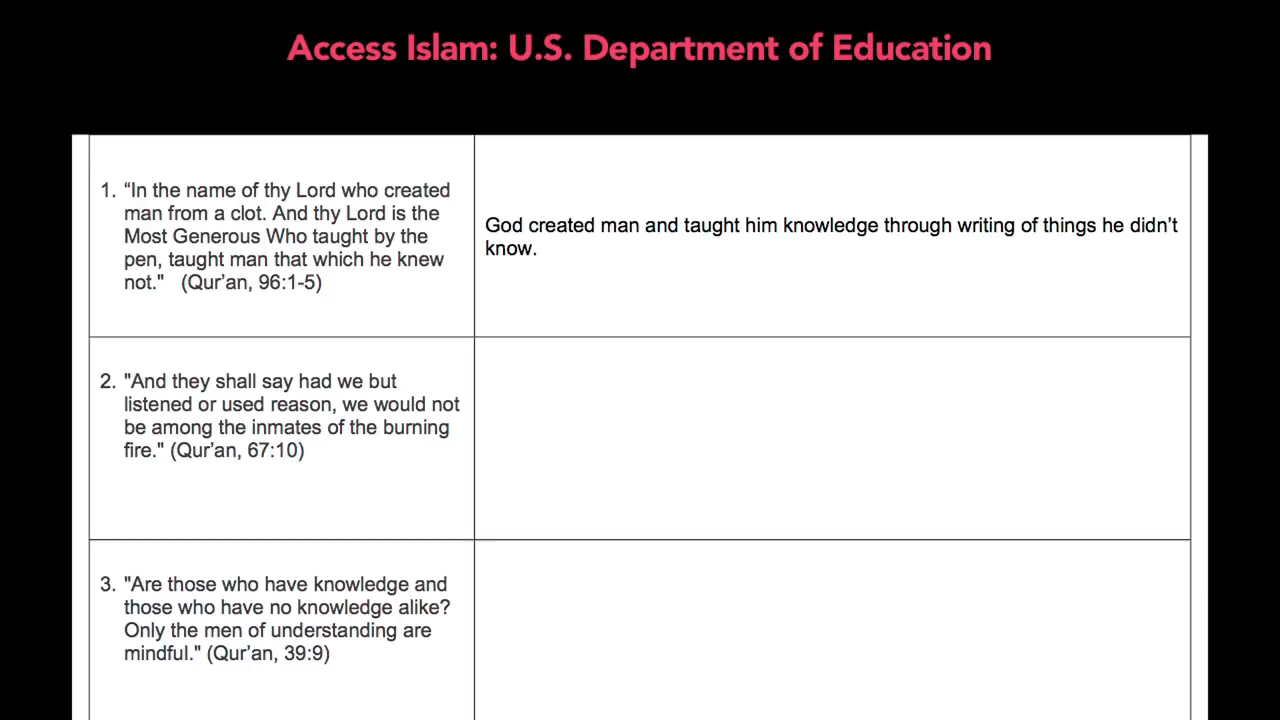 Access Islam: U.S. Department of Education
1. “In the name of thy Lord who created
man from a clot. And thy Lord is the
Most Generous Who taught by the
pen, taught man that which he knew
not." (Qur’an, 96:1-5)
God created man and taught him knowledge through writing of things he didn’t
know.
2. "And they shall say had we but
listened or used reason, we would not
be among the inmates of the burning
fire." (Qur’an, 67:10)
3. "Are those who have knowledge and
those who have no knowledge alike?
Only the men of understanding are
mindful." (Qur’an, 39:9)